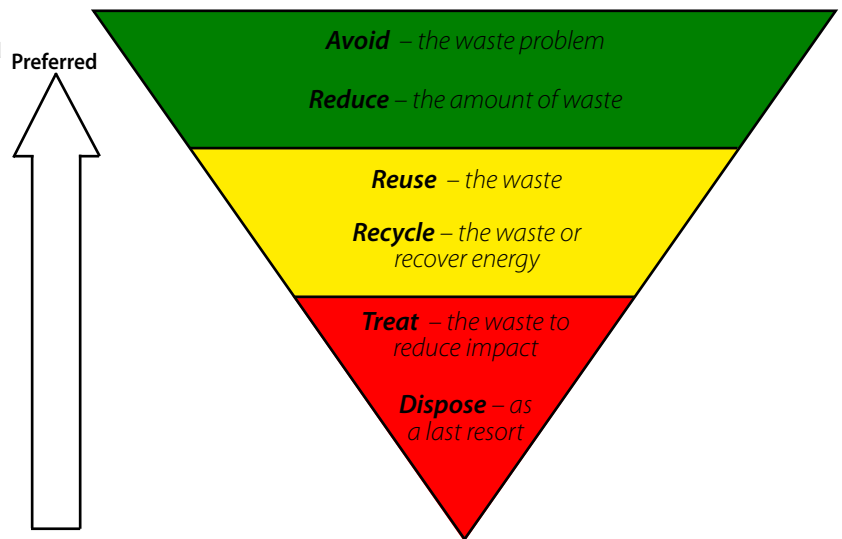 Preferred
Avoid – the waste problem
Reduce – the amount of waste
Reuse – the waste
Recycle – the waste or
recover energy
Treat – the waste to
reduce impact
Dispose – as
a last resort